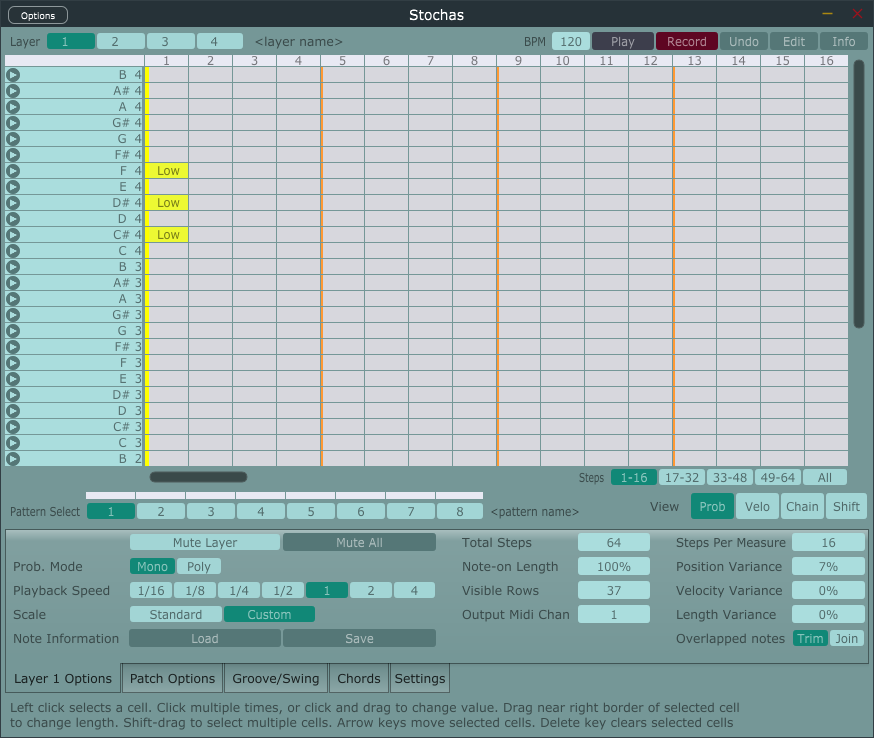 Options
Stochas
Layer 1 2 3 4 <layer name> BPM 120 Play Record Undo Edit Info
1 2 3 4 5 6 7 8 9 10 11 12 13 14 15 16
B 4
A# 4
A 4
G# 4
G 4
F# 4
F 4 Low
E 4
D# 4 Low
D 4
C# 4 Low
C 4
B 3
A# 3
A 3
G# 3
G 3
F# 3
F 3
E 3
D# 3
D 3
C# 3
C 3
B 2
Steps 1-16 17-32 33-48 49-64 All
Pattern Select 1 2 3 4 5 6 7 8 <pattern name> View Prob Velo Chain Shift
Mute Layer Mute All Total Steps 64 Steps Per Measure 16
Prob. Mode Mono Poly Note-on Length 100% Position Variance 7%
Playback Speed 1/16 1/8 1/4 1/2 1 2 4 Visible Rows 37 Velocity Variance 0%
Scale Standard Custom Output Midi Chan 1 Length Variance 0%
Note Information Load Save Overlapped notes Trim Join
Layer 1 Options Patch Options Groove/Swing Chords Settings
Left click selects a cell. Click multiple times, or click and drag to change value. Drag near right border of selected cell
to change length. Shift-drag to select multiple cells. Arrow keys move selected cells. Delete key clears selected cells